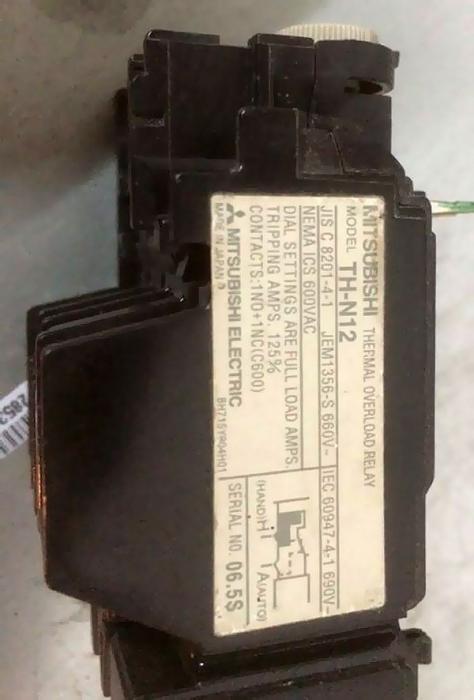 MITSUBISHI THERMAL OVERLOAD RELAY
MODEL TH-N12
JIS C 8201-4-1 JEM1356-S 660V~ IEC 60947-4-1 690V~
NEMA ICS 600VAC
DIAL SETTINGS ARE FULL LOAD AMPS.
TRIPPING AMPS. 125%
CONTACTS:1NO+1NC(C600)
MITSUBISHI ELECTRIC
MADE IN JAPAN
BH715Y904H01
(HAND)H A(AUTO)
SERIAL NO. 06.5S